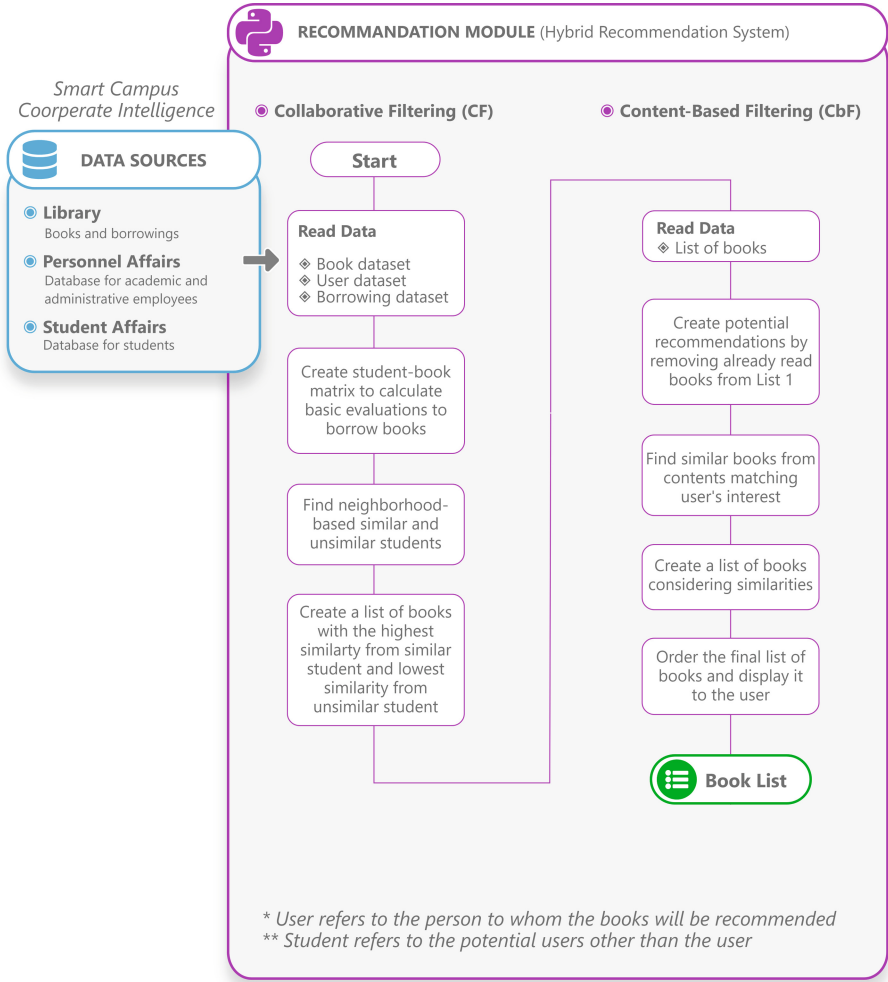 RECOMMANDATION MODULE (Hybrid Recommendation System)
Smart Campus
Coorperate Intelligence
DATA SOURCES
Library
Books and borrowings
Personnel Affairs
Database for academic and
administrative employees
Student Affairs
Database for students
Collaborative Filtering (CF)
Start
Read Data
Book dataset
User dataset
Borrowing dataset
Create student-book
matrix to calculate
basic evaluations to
borrow books
Find neighborhood-
based similar and
unsimilar students
Create a list of books
with the highest
similarty from similar
student and lowest
similarity from
unsimilar student
Content-Based Filtering (CbF)
Read Data
List of books
Create potential
recommendations by
removing already read
books from List 1
Find similar books from
contents matching
user's interest
Create a list of books
considering similarities
Order the final list of
books and display it
to the user
Book List
* User refers to the person to whom the books will be recommended
** Student refers to the potential users other than the user